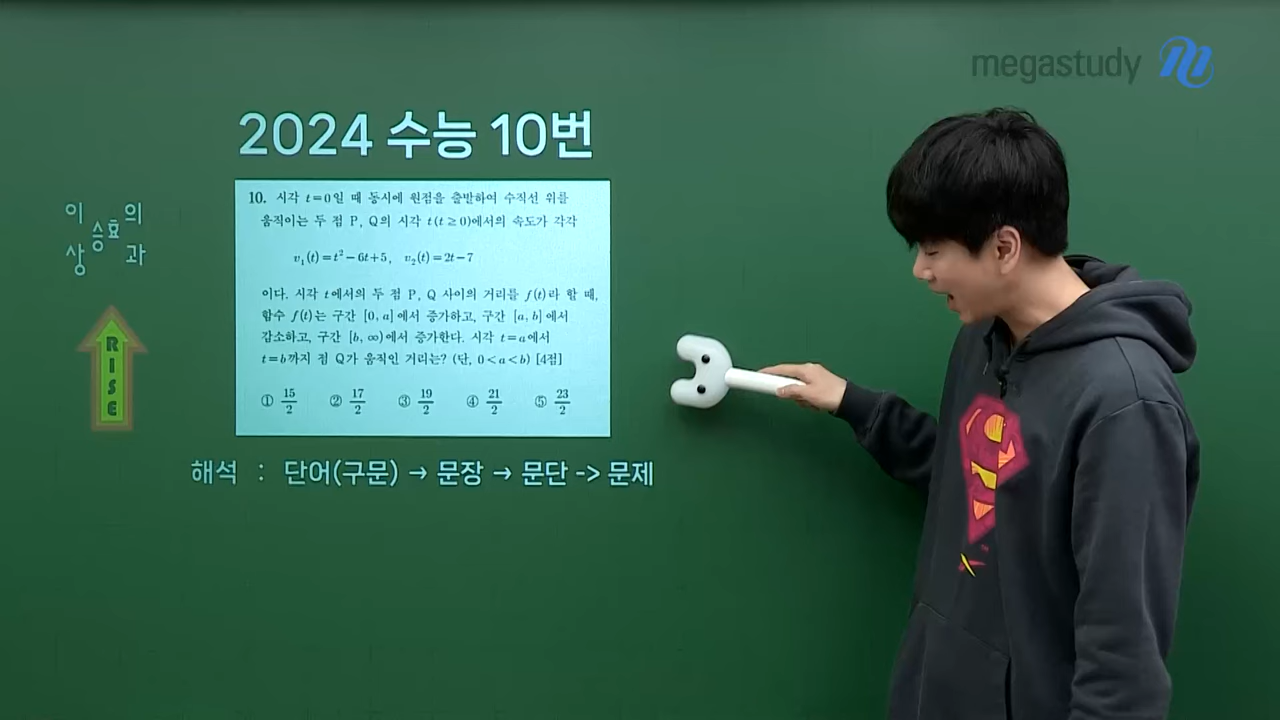 megastudy
2024 수능 10번
10. 시각 t=0일 때 동시에 원점을 출발하여 수직선 위를
움직이는 두 점 P, Q의 시각 t(t≥0)에서의 속도가 각각
v₁(t)=t²-6t+5, v₂(t)=2t-7
이다. 시각 t에서의 두 점 P, Q 사이의 거리를 f(t)라 할 때,
함수 f(t)는 구간 [0, a]에서 증가하고, 구간 [a, b]에서
감소하고, 구간 [b, ∞)에서 증가한다. 시각 t=a에서
t=b까지 점 Q가 움직인 거리는? (단, 0<a<b) [4점]
① 15/2 ② 17/2 ③ 19/2 ④ 21/2 ⑤ 23/2
해석 : 단어(구문) → 문장 → 문단 -> 문제
이승효의
상과
RISE